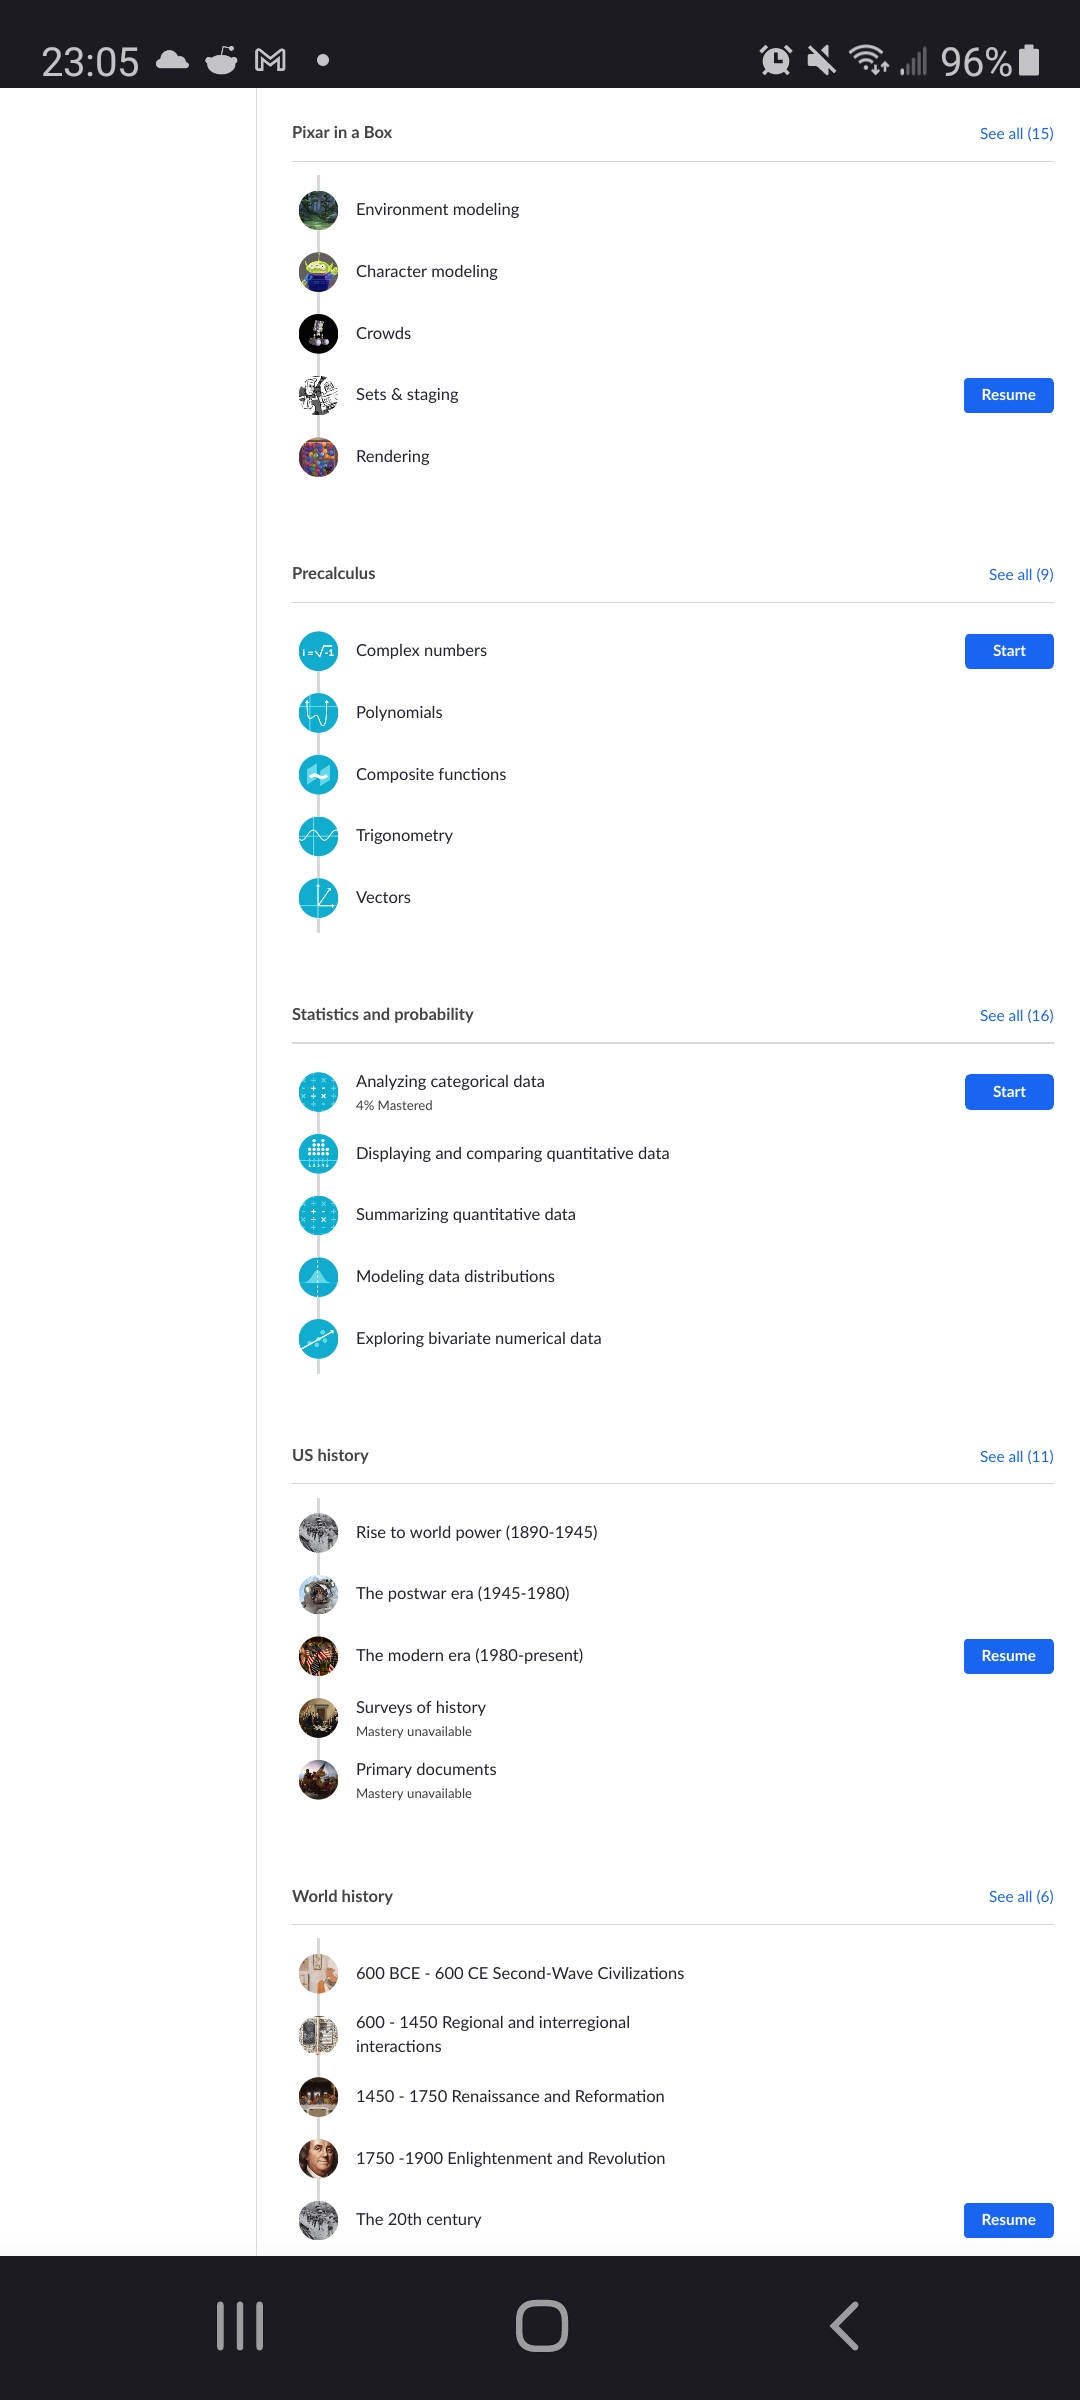 23:05
96%
Pixar in a Box
See all (15)
Environment modeling
Character modeling
Crowds
Sets & staging
Resume
Rendering
Precalculus
See all (9)
i=√-1
Complex numbers
Start
Polynomials
Composite functions
Trigonometry
Vectors
Statistics and probability
See all (16)
Analyzing categorical data
4% Mastered
Start
Displaying and comparing quantitative data
Summarizing quantitative data
Modeling data distributions
Exploring bivariate numerical data
US history
See all (11)
Rise to world power (1890-1945)
The postwar era (1945-1980)
The modern era (1980-present)
Resume
Surveys of history
Mastery unavailable
Primary documents
Mastery unavailable
World history
See all (6)
600 BCE - 600 CE Second-Wave Civilizations
600 - 1450 Regional and interregional
interactions
1450 - 1750 Renaissance and Reformation
1750 -1900 Enlightenment and Revolution
The 20th century
Resume